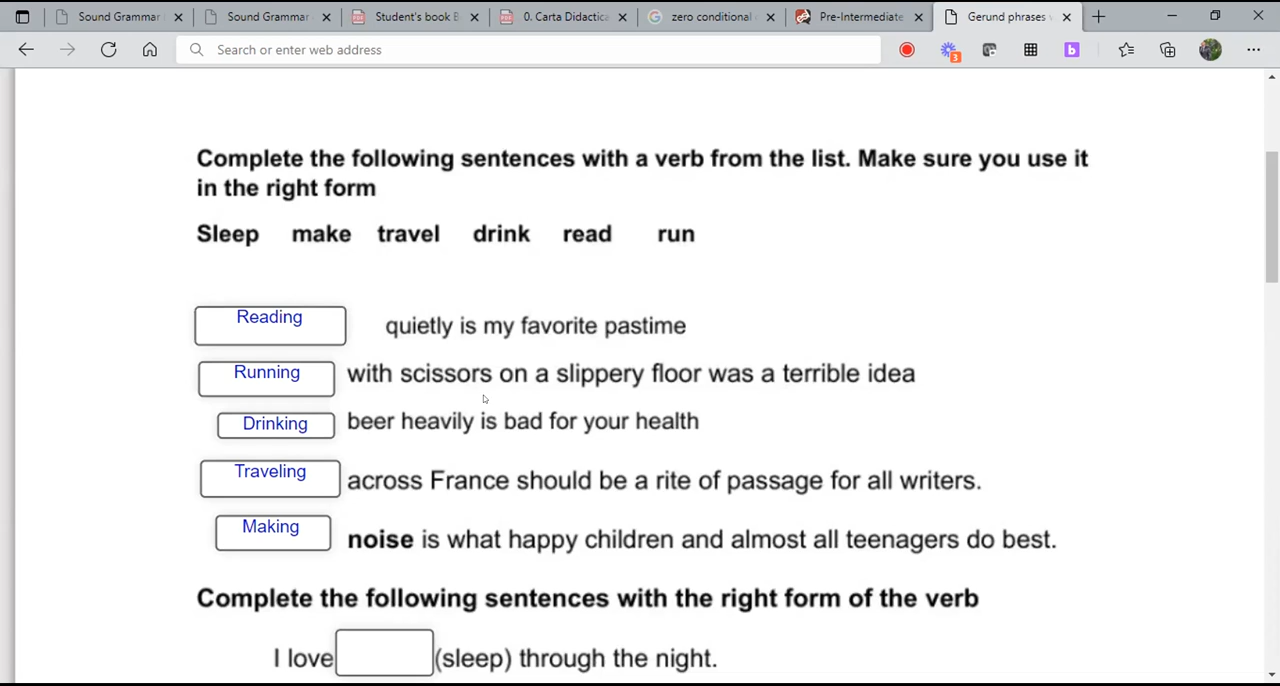 Sound Grammar
Sound Grammar
Student's book B
0. Carta Didactica
zero conditional
Pre-Intermediate
Gerund phrases
Search or enter web address
3
b
Complete the following sentences with a verb from the list. Make sure you use it
in the right form
Sleep make travel drink read run
Reading quietly is my favorite pastime
Running with scissors on a slippery floor was a terrible idea
Drinking beer heavily is bad for your health
Traveling across France should be a rite of passage for all writers.
Making noise is what happy children and almost all teenagers do best.
Complete the following sentences with the right form of the verb
I love (sleep) through the night.